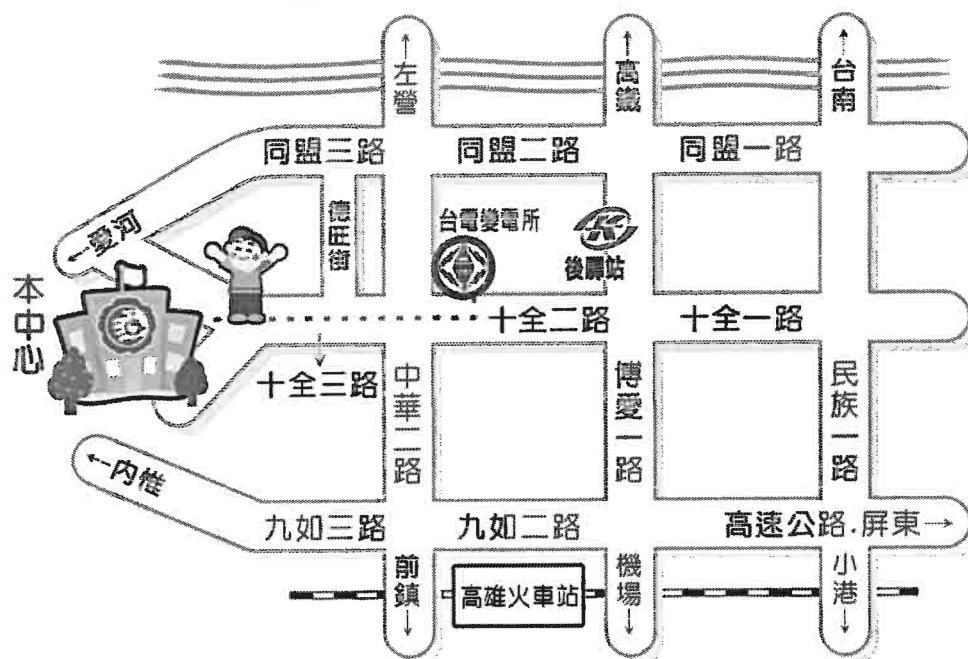 左營
高鐵
台南
同盟三路
同盟二路
同盟一路
←愛河
德旺街
台電變電所
後驛站
本中心
十全二路
十全一路
十全三路
中華二路
博愛一路
民族一路
←內惟
九如三路
九如二路
高速公路.屏東→
前鎮
高雄火車站
機場
小港